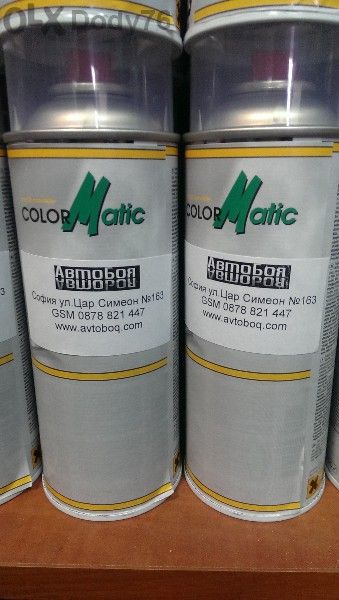 OLX Dody76
COLORMatic
АвтоБоя
София ул.Цар Симеон №163
GSM 0878 821 447
www.avtoboq.com
COLORMatic
АвтоБоя
София ул.Цар Симеон №163
GSM 0878 821 447
www.avtoboq.com